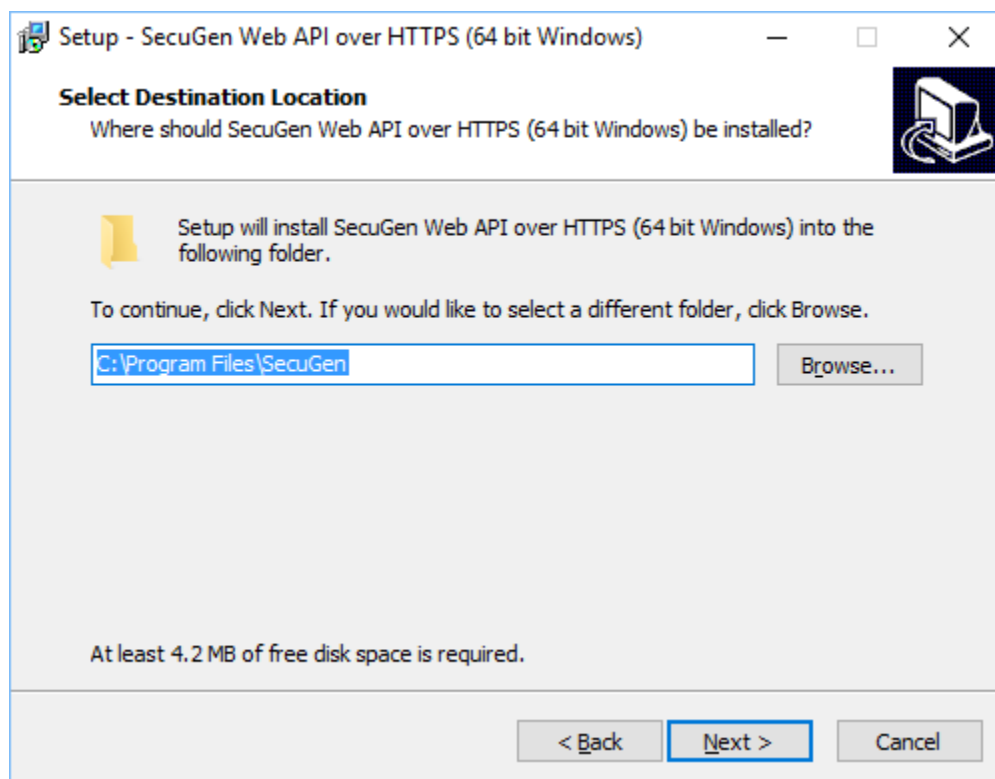 Setup - SecuGen Web API over HTTPS (64 bit Windows)
Select Destination Location
Where should SecuGen Web API over HTTPS (64 bit Windows) be installed?
Setup will install SecuGen Web API over HTTPS (64 bit Windows) into the
following folder.
To continue, click Next. If you would like to select a different folder, click Browse.
C:\Program Files\SecuGen
Browse...
At least 4.2 MB of free disk space is required.
< Back
Next >
Cancel